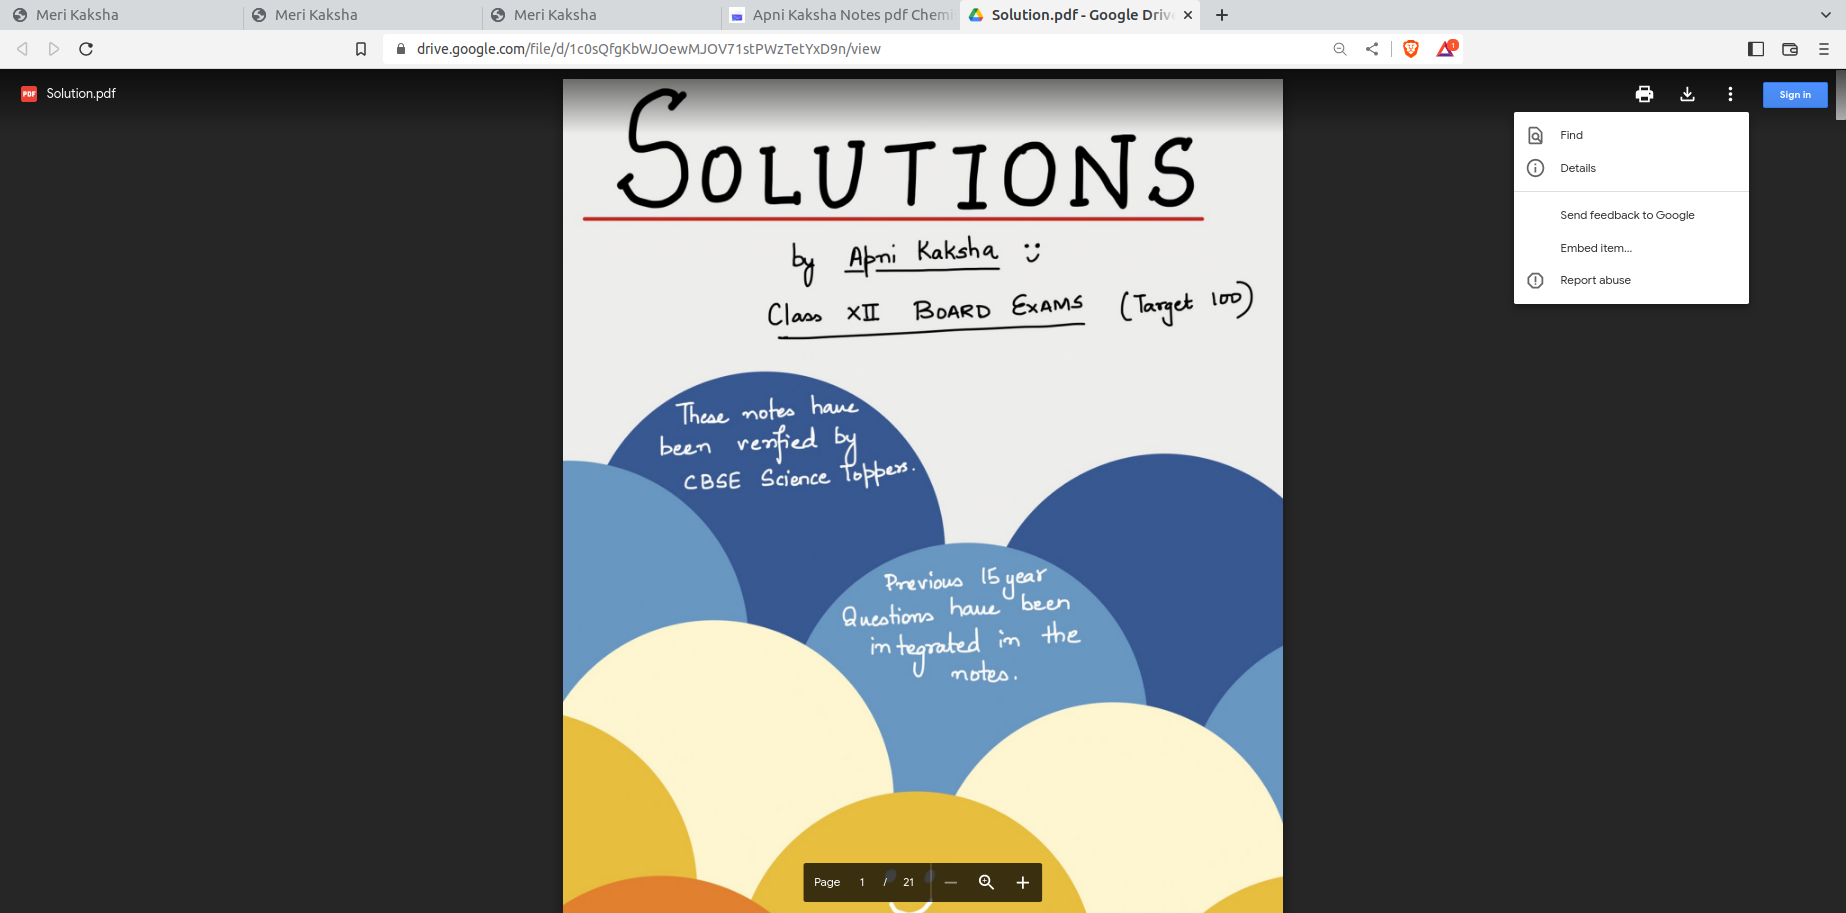 Meri Kaksha
Meri Kaksha
Meri Kaksha
Apni Kaksha Notes pdf Chem
Solution.pdf - Google Driv
drive.google.com/file/d/1c0sQfgKbWJOewMJOV71stPWzTetYxD9n/view
1
PDF
Solution.pdf
Sign in
Find
Details
Send feedback to Google
Embed item...
Report abuse
SOLUTIONS
by Apni Kaksha
Class XII BOARD EXAMS (Target 100)
These notes have
been verified by
CBSE Science Toppers.
Previous 15 year
Questions have been
integrated in the
notes.
Page 1 / 21